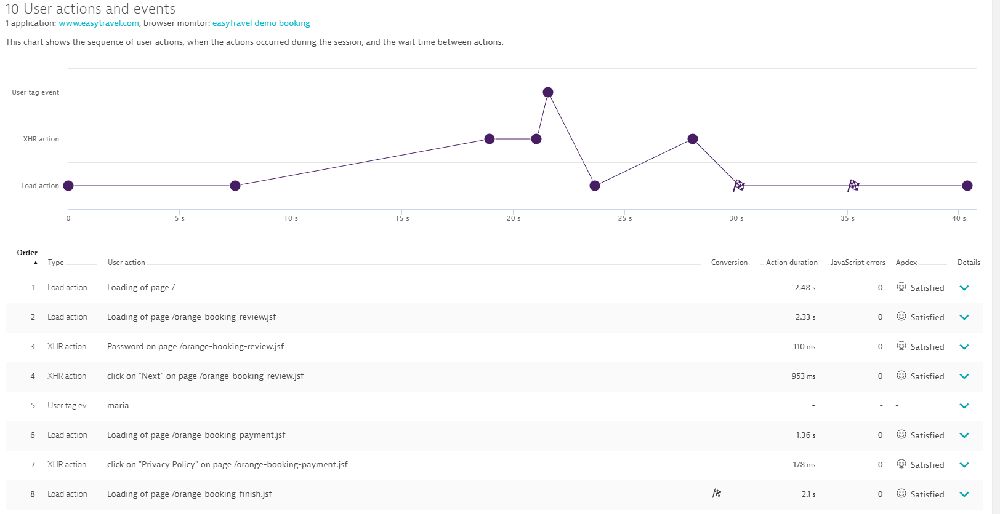 10 User actions and events
1 application: www.easytravel.com, browser monitor: easyTravel demo booking
This chart shows the sequence of user actions, when the actions occurred during the session, and the wait time between actions.
User tag event
XHR action
Load action
0 5 s 10 s 15 s 20 s 25 s 30 s 35 s 40 s
Order
▲ Type User action Conversion Action duration JavaScript errors Apdex Details
1 Load action Loading of page / 2.48 s 0 Satisfied
2 Load action Loading of page /orange-booking-review.jsf 2.33 s 0 Satisfied
3 XHR action Password on page /orange-booking-review.jsf 110 ms 0 Satisfied
4 XHR action click on "Next" on page /orange-booking-review.jsf 953 ms 0 Satisfied
5 User tag ev... maria - - -
6 Load action Loading of page /orange-booking-payment.jsf 1.36 s 0 Satisfied
7 XHR action click on "Privacy Policy" on page /orange-booking-payment.jsf 178 ms 0 Satisfied
8 Load action Loading of page /orange-booking-finish.jsf 2.1 s 0 Satisfied